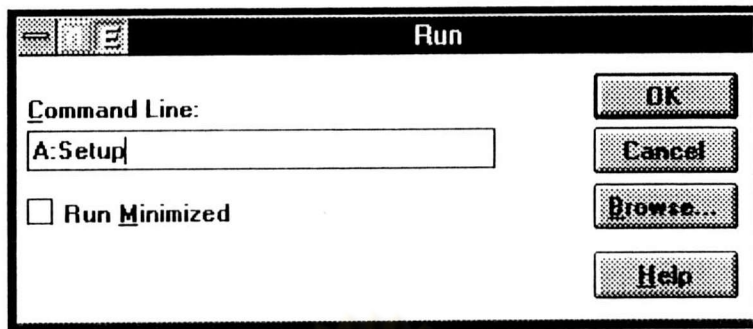 Run
Command Line:
A:Setup
Run Minimized
OK
Cancel
Browse...
Help